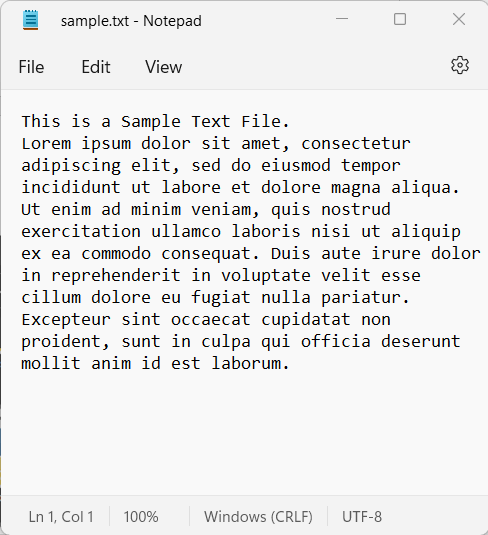 sample.txt - Notepad
File Edit View
This is a Sample Text File.
Lorem ipsum dolor sit amet, consectetur
adipiscing elit, sed do eiusmod tempor
incididunt ut labore et dolore magna aliqua.
Ut enim ad minim veniam, quis nostrud
exercitation ullamco laboris nisi ut aliquip
ex ea commodo consequat. Duis aute irure dolor
in reprehenderit in voluptate velit esse
cillum dolore eu fugiat nulla pariatur.
Excepteur sint occaecat cupidatat non
proident, sunt in culpa qui officia deserunt
mollit anim id est laborum.
Ln 1, Col 1 100% Windows (CRLF) UTF-8